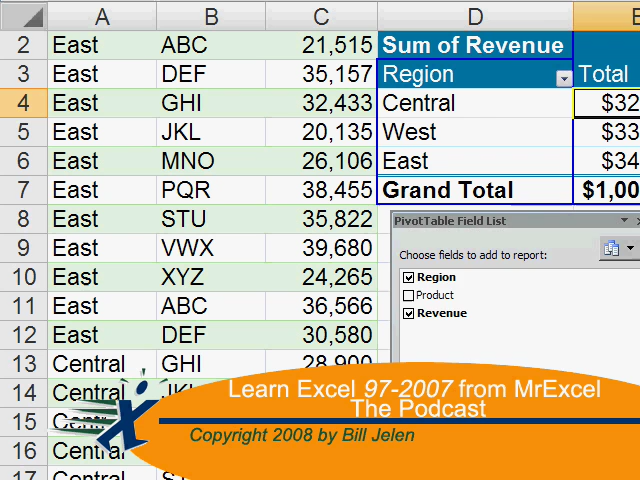 A B C D E
2 East ABC 21,515 Sum of Revenue
3 East DEF 35,157 Region Total
4 East GHI 32,433 Central $32
5 East JKL 20,135 West $33
6 East MNO 26,106 East $34
7 East PQR 38,455 Grand Total $1,00
8 East STU 35,822
PivotTable Field List
9 East VWX 39,680
Choose fields to add to report:
10 East XYZ 24,265
Region
Product
11 East ABC 36,566
Revenue
12 East DEF 30,580
13 Central GHI 28,900
14 Central JKL
Learn Excel 97-2007 from MrExcel
The Podcast
15 Central
Copyright 2008 by Bill Jelen
16 Central
17 Central STU